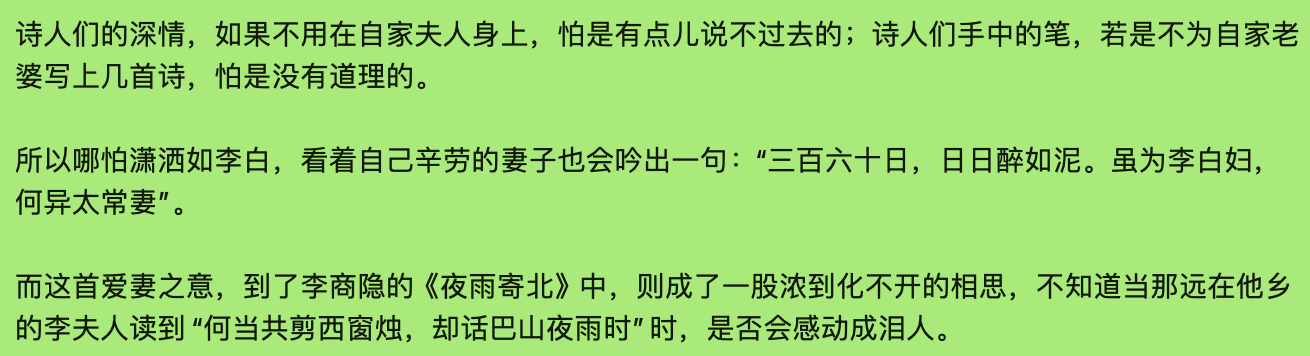 诗人们的深情，如果不用在自家夫人身上，怕是有点儿说不过去的；诗人们手中的笔，若是不为自家老
婆写上几首诗，怕是没有道理的。
所以哪怕潇洒如李白，看着自己辛劳的妻子也会吟出一句：“三百六十日，日日醉如泥。虽为李白妇，
何异太常妻”。
而这首爱妻之意，到了李商隐的《夜雨寄北》中，则成了一股浓到化不开的相思，不知道当那远在他乡
的李夫人读到 “何当共剪西窗烛，却话巴山夜雨时” 时，是否会感动成泪人。